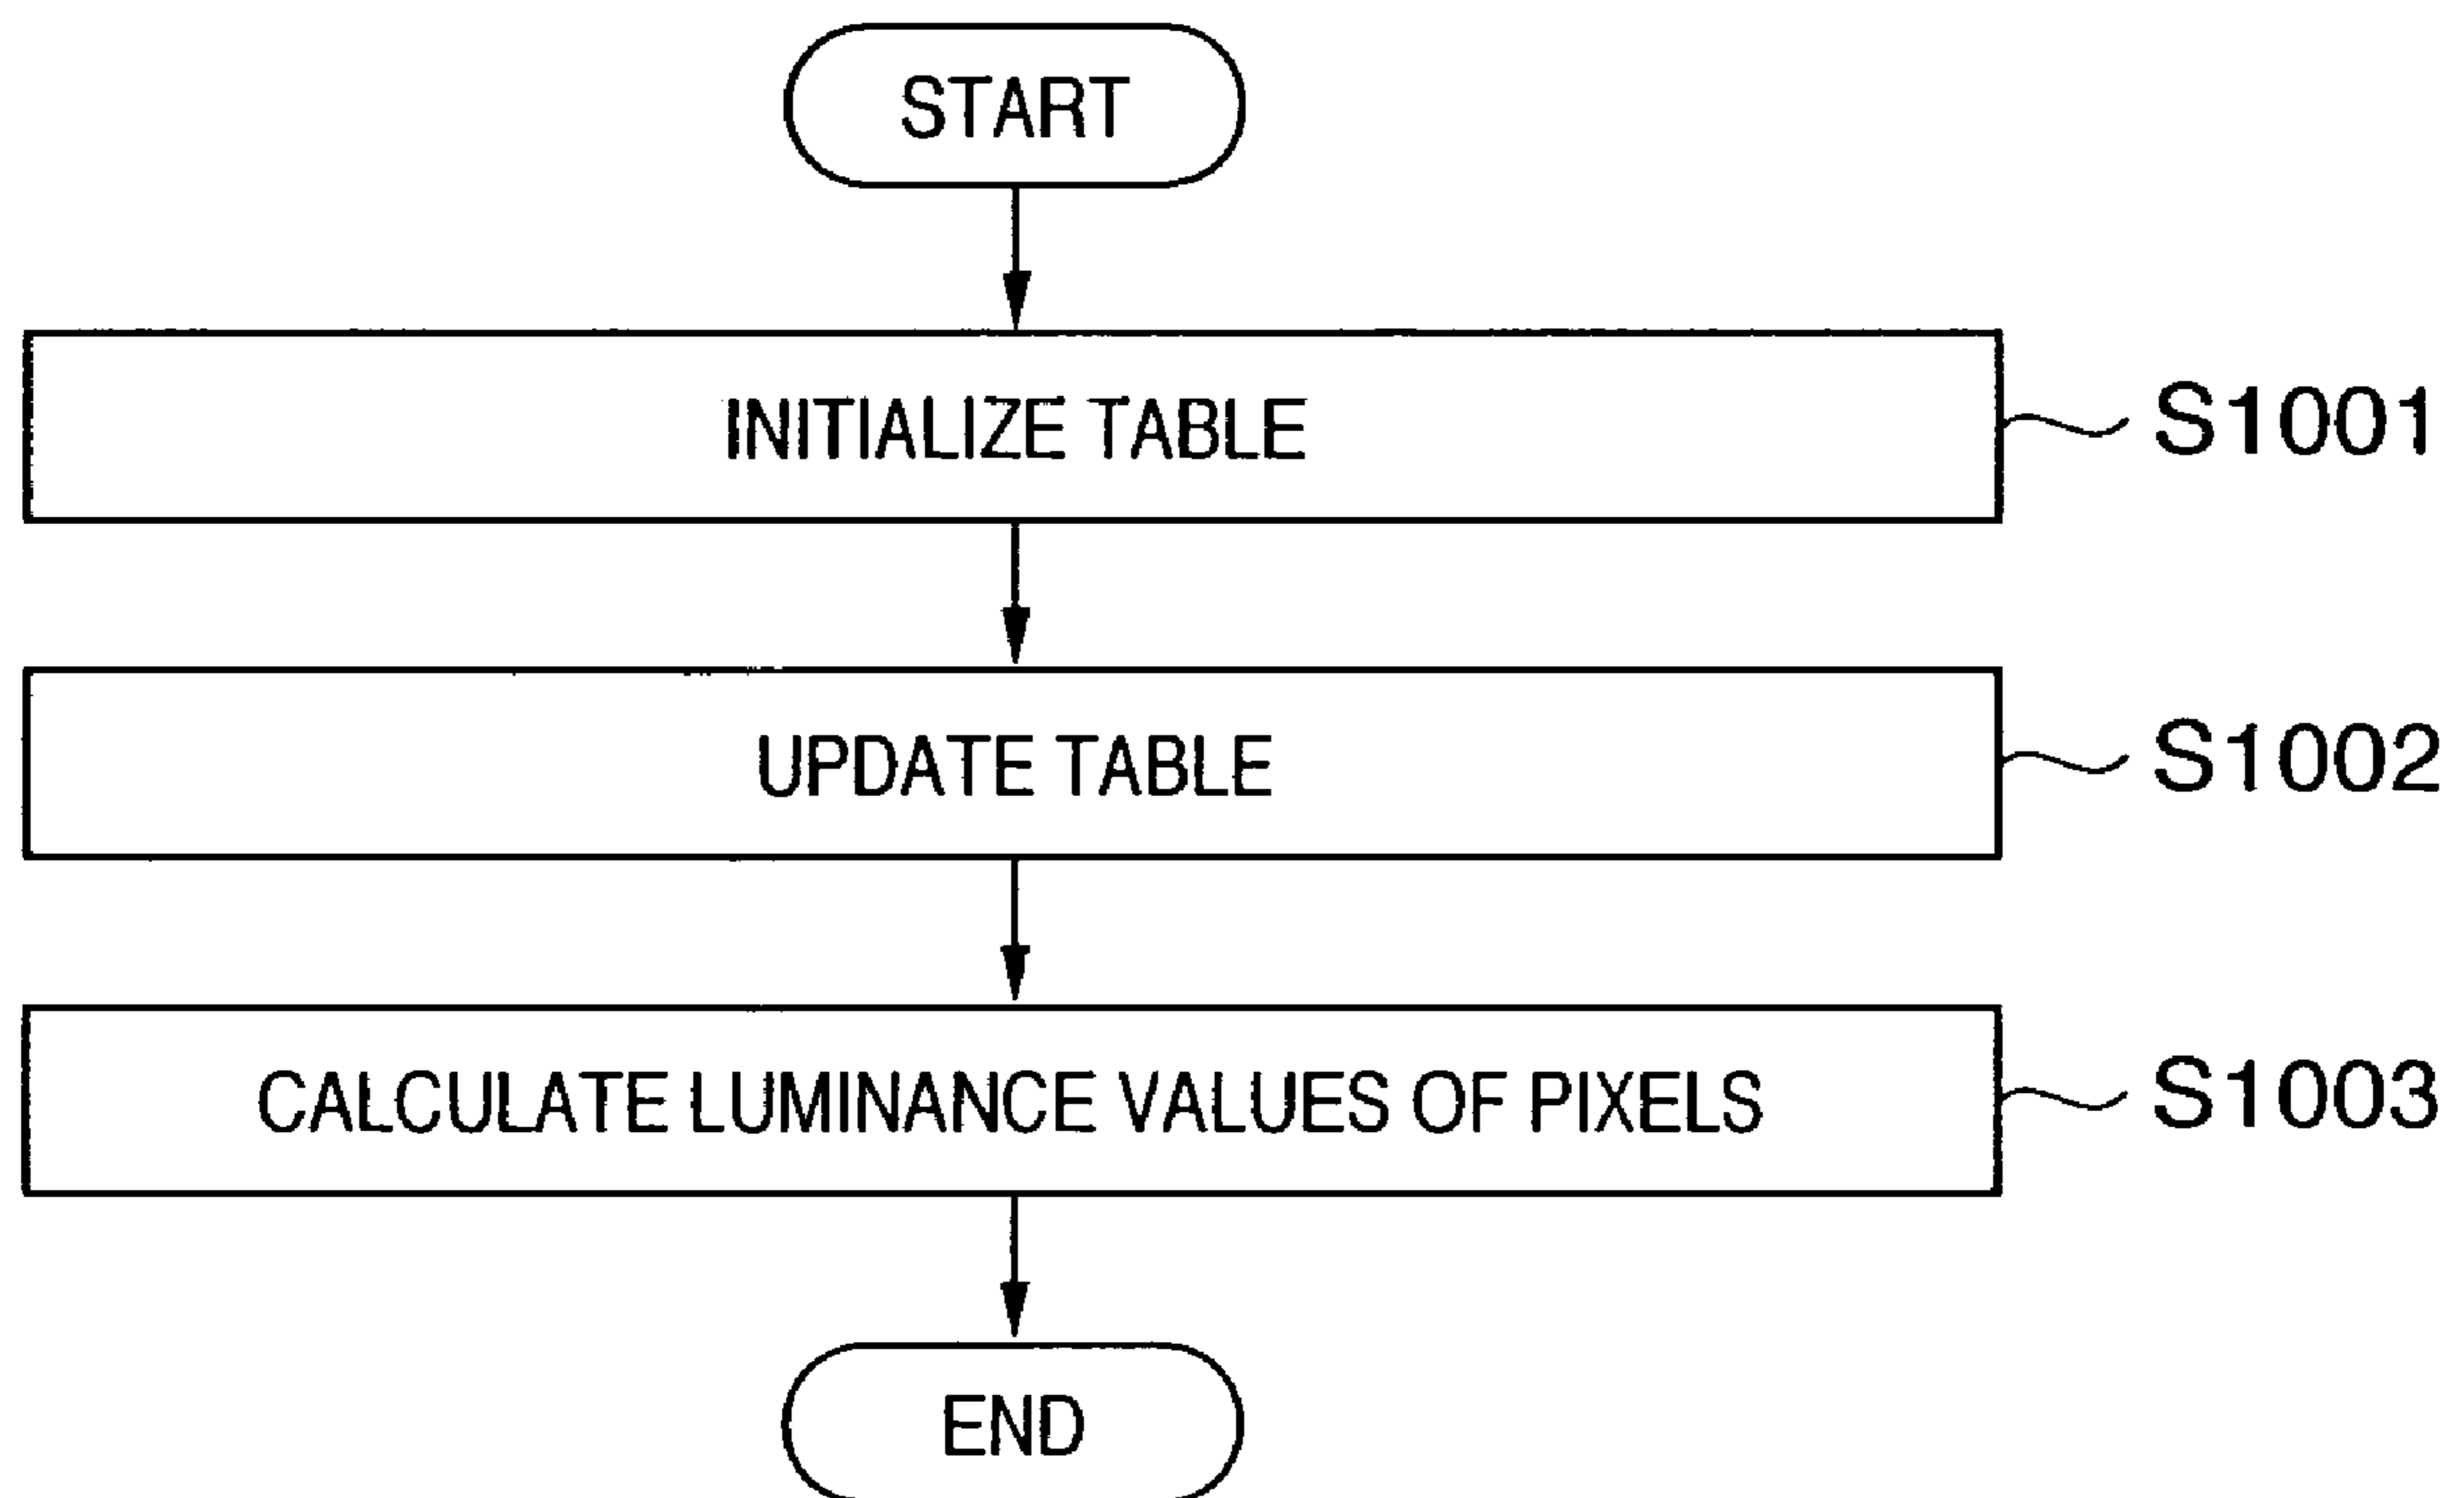 START
INITIALIZE TABLE
S1001
UPDATE TABLE
S1002
CALCULATE LUMINANCE VALUES OF PIXELS
S1003
END